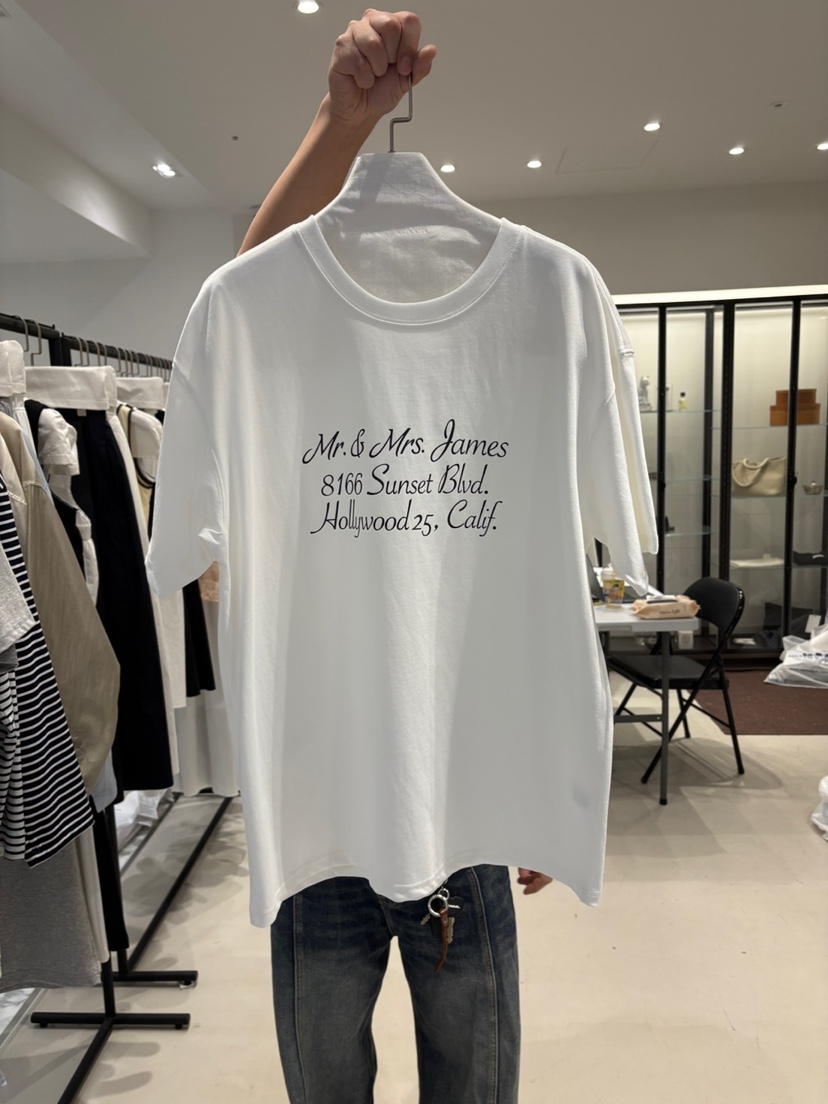 Mr. & Mrs. James
8166 Sunset Blvd.
Hollywood 25, Calif.